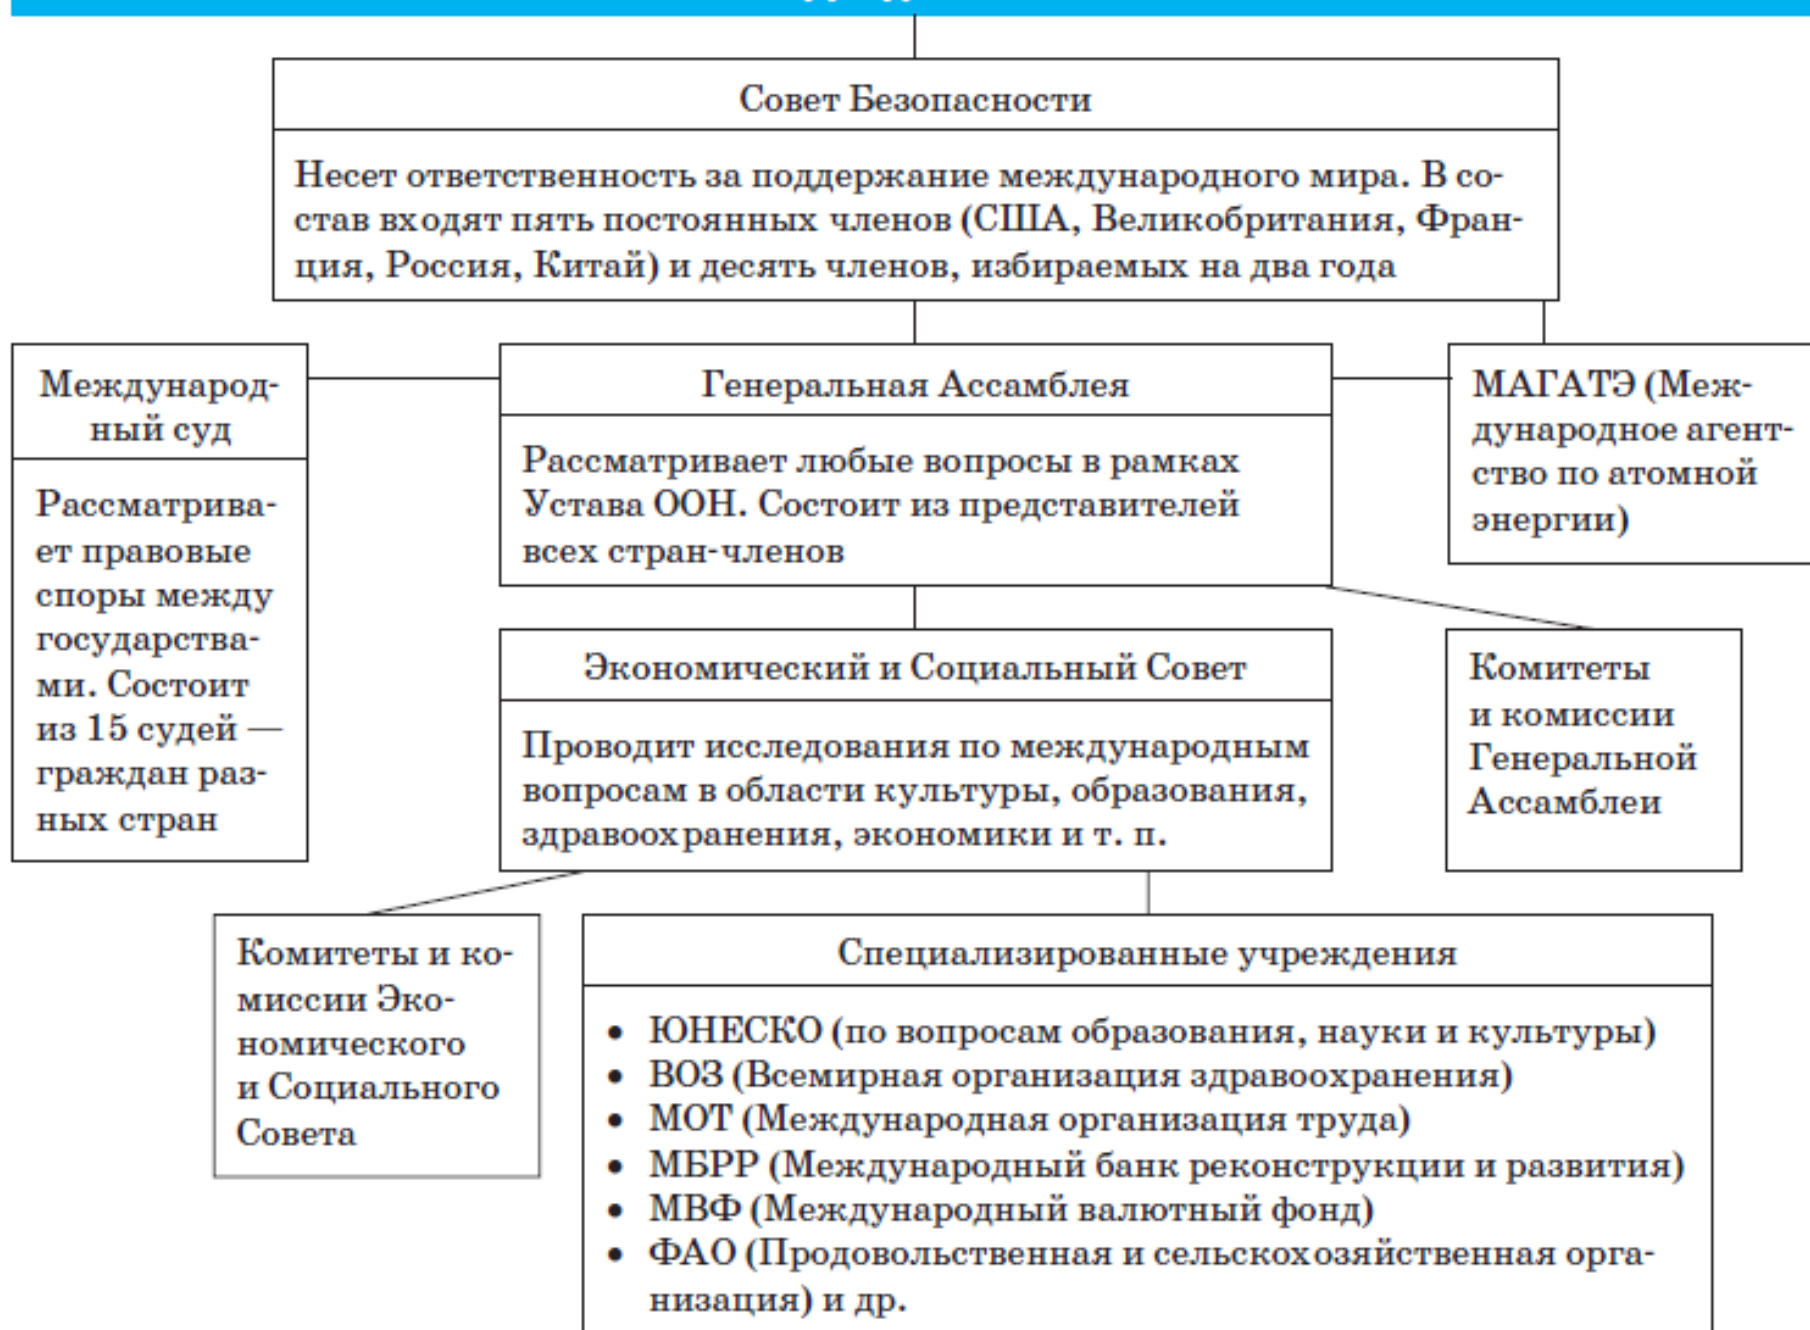 Совет Безопасности
Несет ответственность за поддержание международного мира. В со-
став входят пять постоянных членов (США, Великобритания, Фран-
ция, Россия, Китай) и десять членов, избираемых на два года
Международ-
ный суд
Рассматрива-
ет правовые
споры между
государства-
ми. Состоит
из 15 судей —
граждан раз-
ных стран
Генеральная Ассамблея
Рассматривает любые вопросы в рамках
Устава ООН. Состоит из представителей
всех стран-членов
МАГАТЭ (Меж-
дународное агент-
ство по атомной
энергии)
Экономический и Социальный Совет
Проводит исследования по международным
вопросам в области культуры, образования,
здравоохранения, экономики и т. п.
Комитеты
и комиссии
Генеральной
Ассамблеи
Комитеты и ко-
миссии Эко-
номического
и Социального
Совета
Специализированные учреждения
• ЮНЕСКО (по вопросам образования, науки и культуры)
• ВОЗ (Всемирная организация здравоохранения)
• МОТ (Международная организация труда)
• МБРР (Международный банк реконструкции и развития)
• МВФ (Международный валютный фонд)
• ФАО (Продовольственная и сельскохозяйственная орга-
низация) и др.